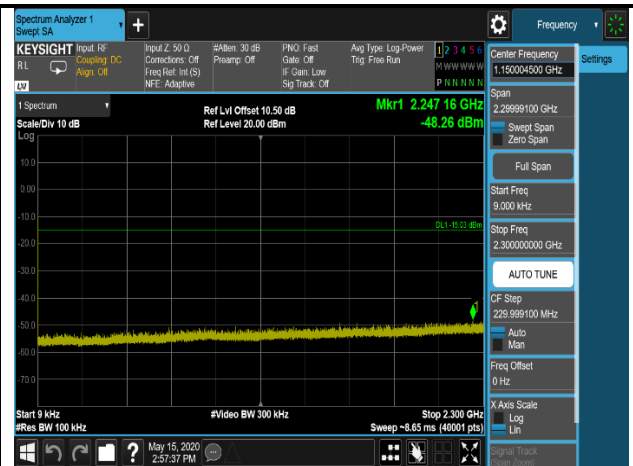 Spectrum Analyzer 1
Swept SA
+
Frequency
KEYSIGHT
RL
LXI
Input: RF
Coupling: DC
Align: Off
Input Z: 50 Ω
Corrections: Off
Freq Ref: Int (S)
NFE: Adaptive
#Atten: 30 dB
Preamp: Off
PNO: Fast
Gate: Off
IF Gain: Low
Sig Track: Off
Avg Type: Log-Power
Trig: Free Run
1 2 3 4 5 6
M W W W W W
P N N N N N
1 Spectrum
Scale/Div 10 dB
Log
Ref Lvl Offset 10.50 dB
Ref Level 20.00 dBm
Mkr1 2.247 16 GHz
-48.26 dBm
10.0
0.00
-10.0
-20.0
-30.0
-40.0
-50.0
-60.0
-70.0
DL1 -15.03 dBm
1
Start 9 kHz
#Res BW 100 kHz
#Video BW 300 kHz
Stop 2.300 GHz
Sweep ~8.65 ms (40001 pts)
?
May 15, 2020
2:57:37 PM
Center Frequency
1.150004500 GHz
Span
2.29999100 GHz
Swept Span
Zero Span
Full Span
Start Freq
9.000 kHz
Stop Freq
2.300000000 GHz
AUTO TUNE
CF Step
229.999100 MHz
Auto
Man
Freq Offset
0 Hz
X Axis Scale
Log
Lin
Signal Track
(Span Zoom)
Settings